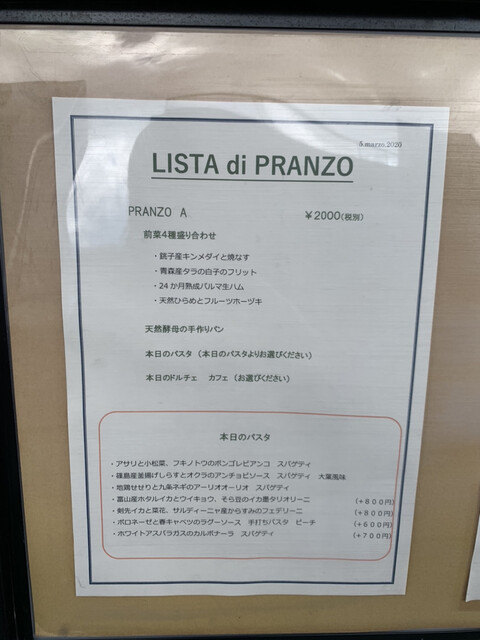 5 marzo 2020
LISTA di PRANZO
PRANZO A ￥2000(税別)
前菜4種盛り合わせ
・銚子産キンメダイと焼なす
・青森産タラの白子のフリット
・24か月熟成パルマ生ハム
・天然ひらめとフルーツホーヅキ
天然酵母の手作りパン
本日のパスタ（本日のパスタよりお選びください）
本日のドルチェ カフェ（お選びください）
本日のパスタ
・アサリと小松菜、フキノトウのボンゴレビアンコ スパゲティ
・篠島産釜揚げしらすとオクラのアンチョビソース スパゲティ 大葉風味
・地鶏せせりと九条ネギのアーリオオーリオ スパゲティ
・富山産ホタルイカとウイキョウ、そら豆のイカ墨タリオリーニ (+800円)
・剣先イカと菜花、サルディーニャ産からすみのフェデリーニ (+800円)
・ボロネーゼと春キャベツのラグーソース 手打ちパスタ ピーチ (+600円)
・ホワイトアスパラガスのカルボナーラ スパゲティ (+700円)